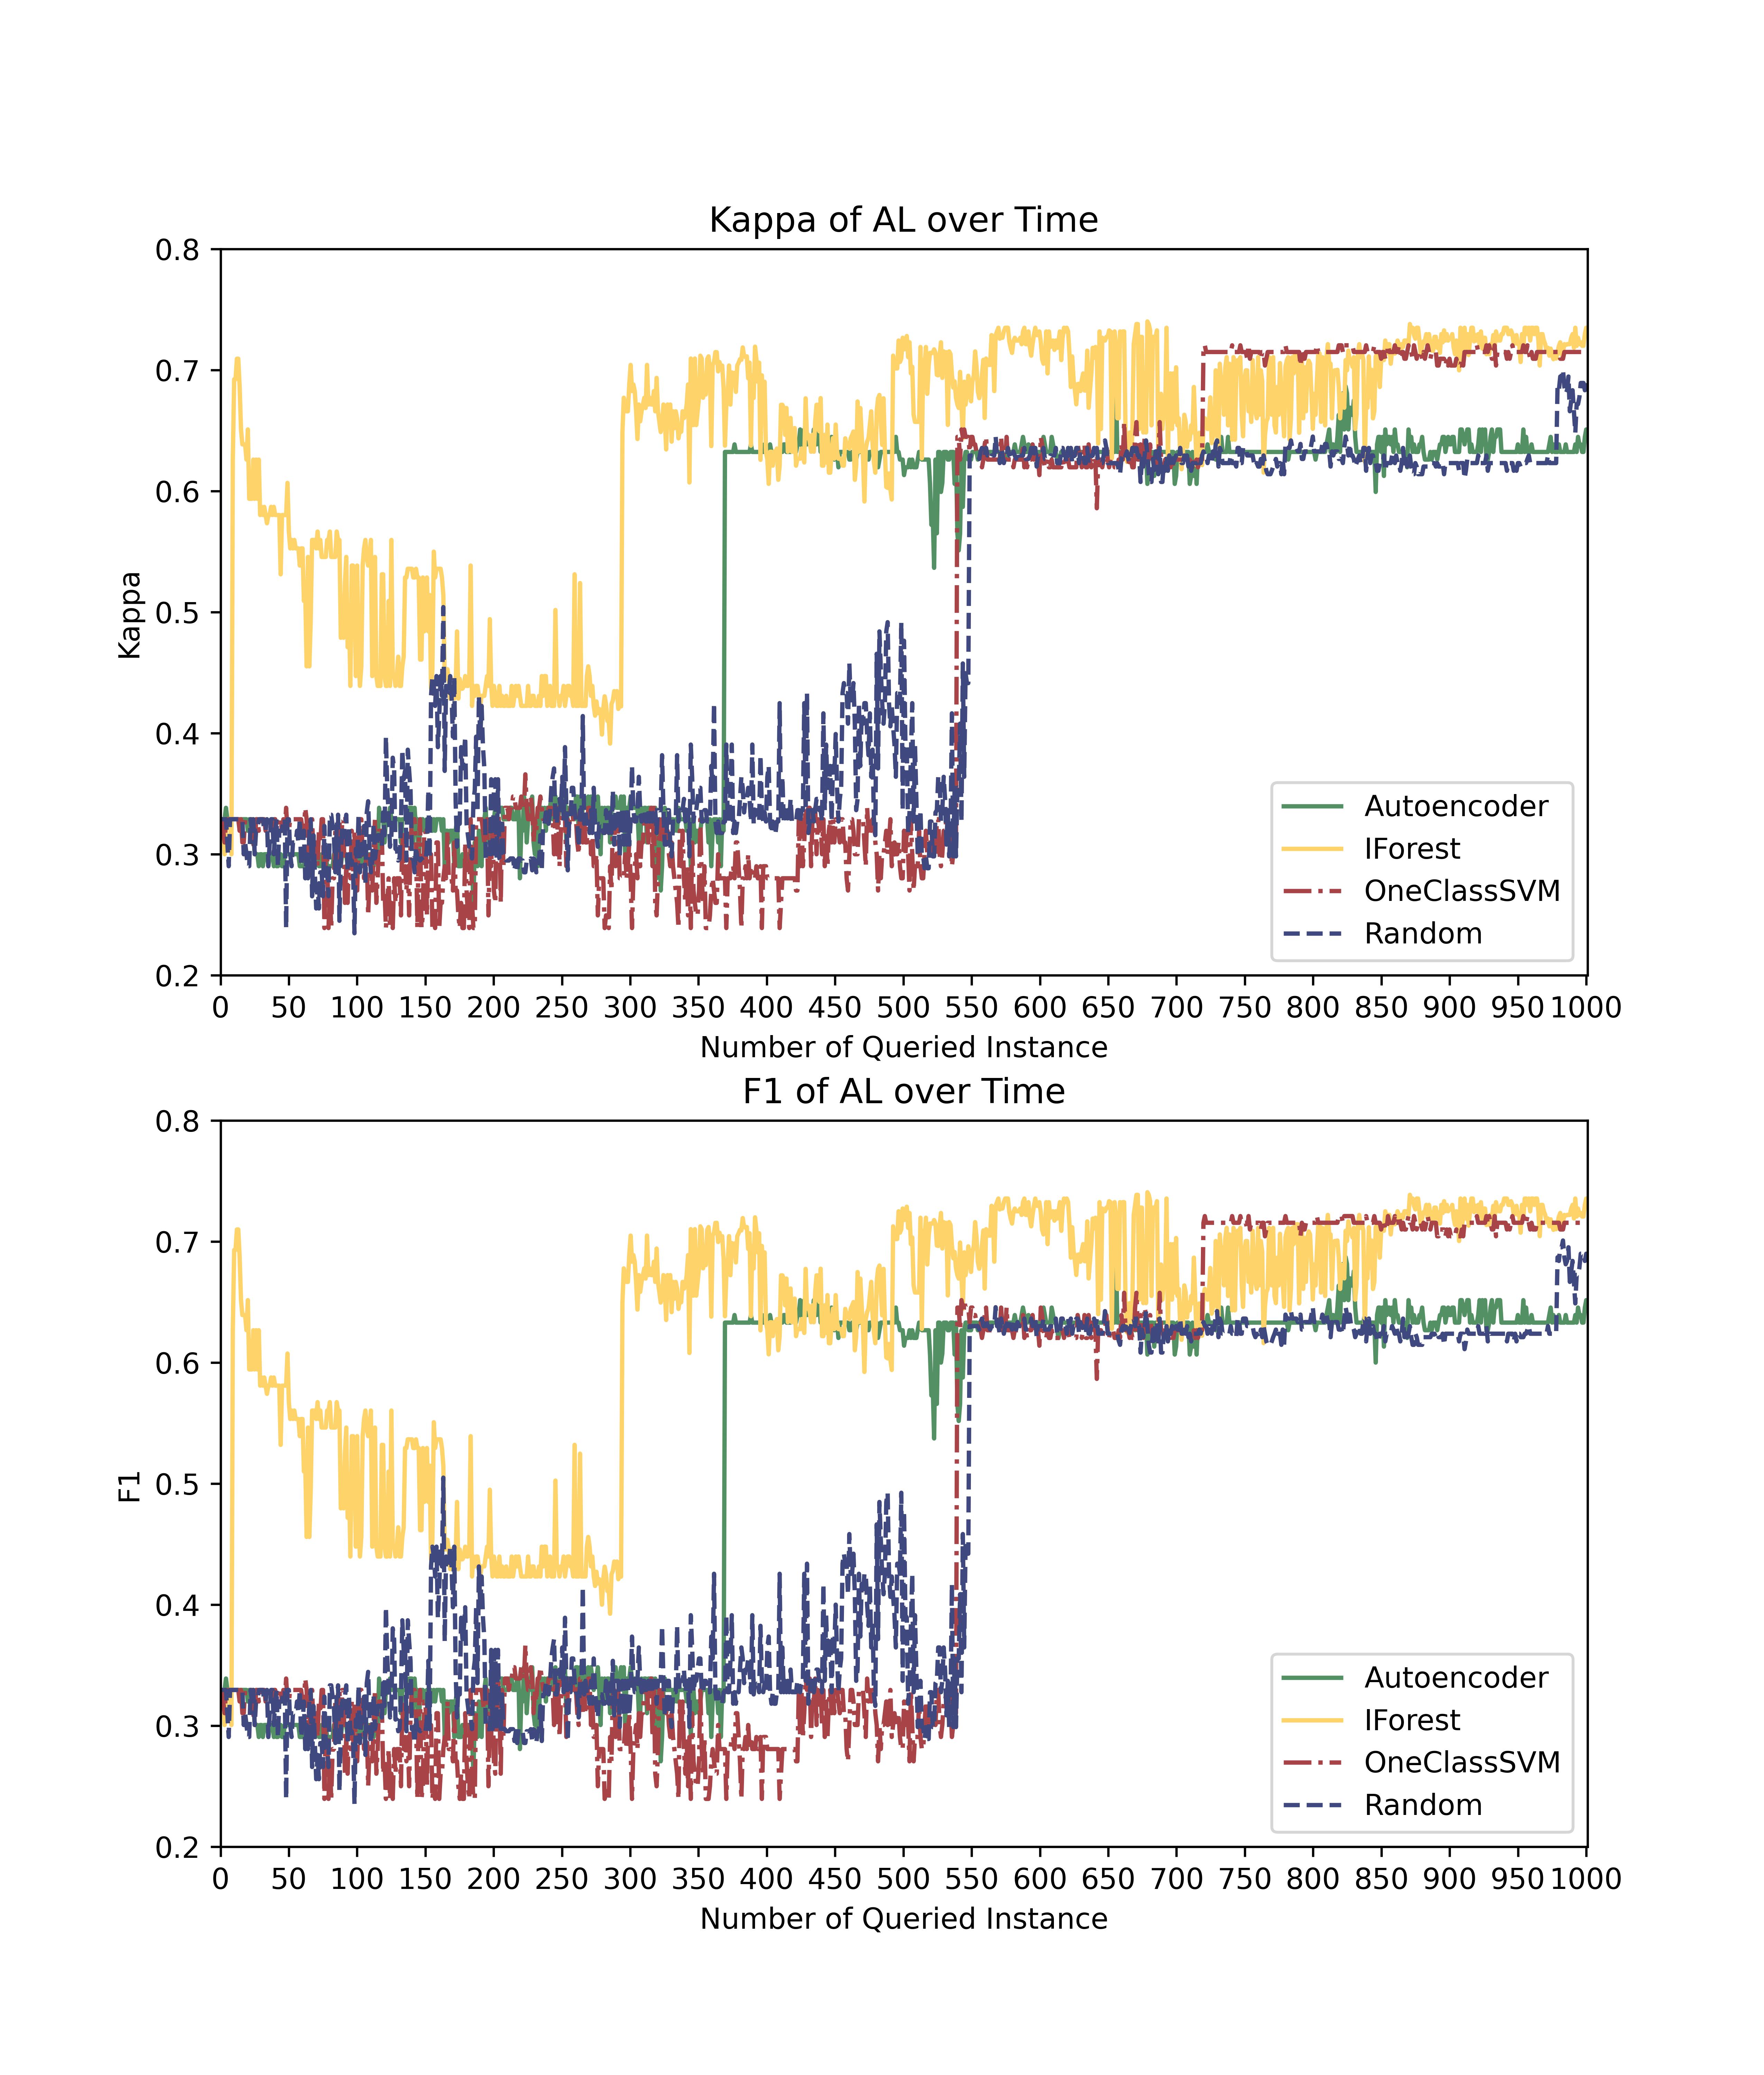 Kappa of AL over Time
0.8
0.7
0.6
0.5
0.4
0.3
0.2
Kappa
Autoencoder
IForest
OneClassSVM
Random
0 50 100 150 200 250 300 350 400 450 500 550 600 650 700 750 800 850 900 950 1000
Number of Queried Instance
F1 of AL over Time
0.8
0.7
0.6
0.5
0.4
0.3
0.2
F1
Autoencoder
IForest
OneClassSVM
Random
0 50 100 150 200 250 300 350 400 450 500 550 600 650 700 750 800 850 900 950 1000
Number of Queried Instance